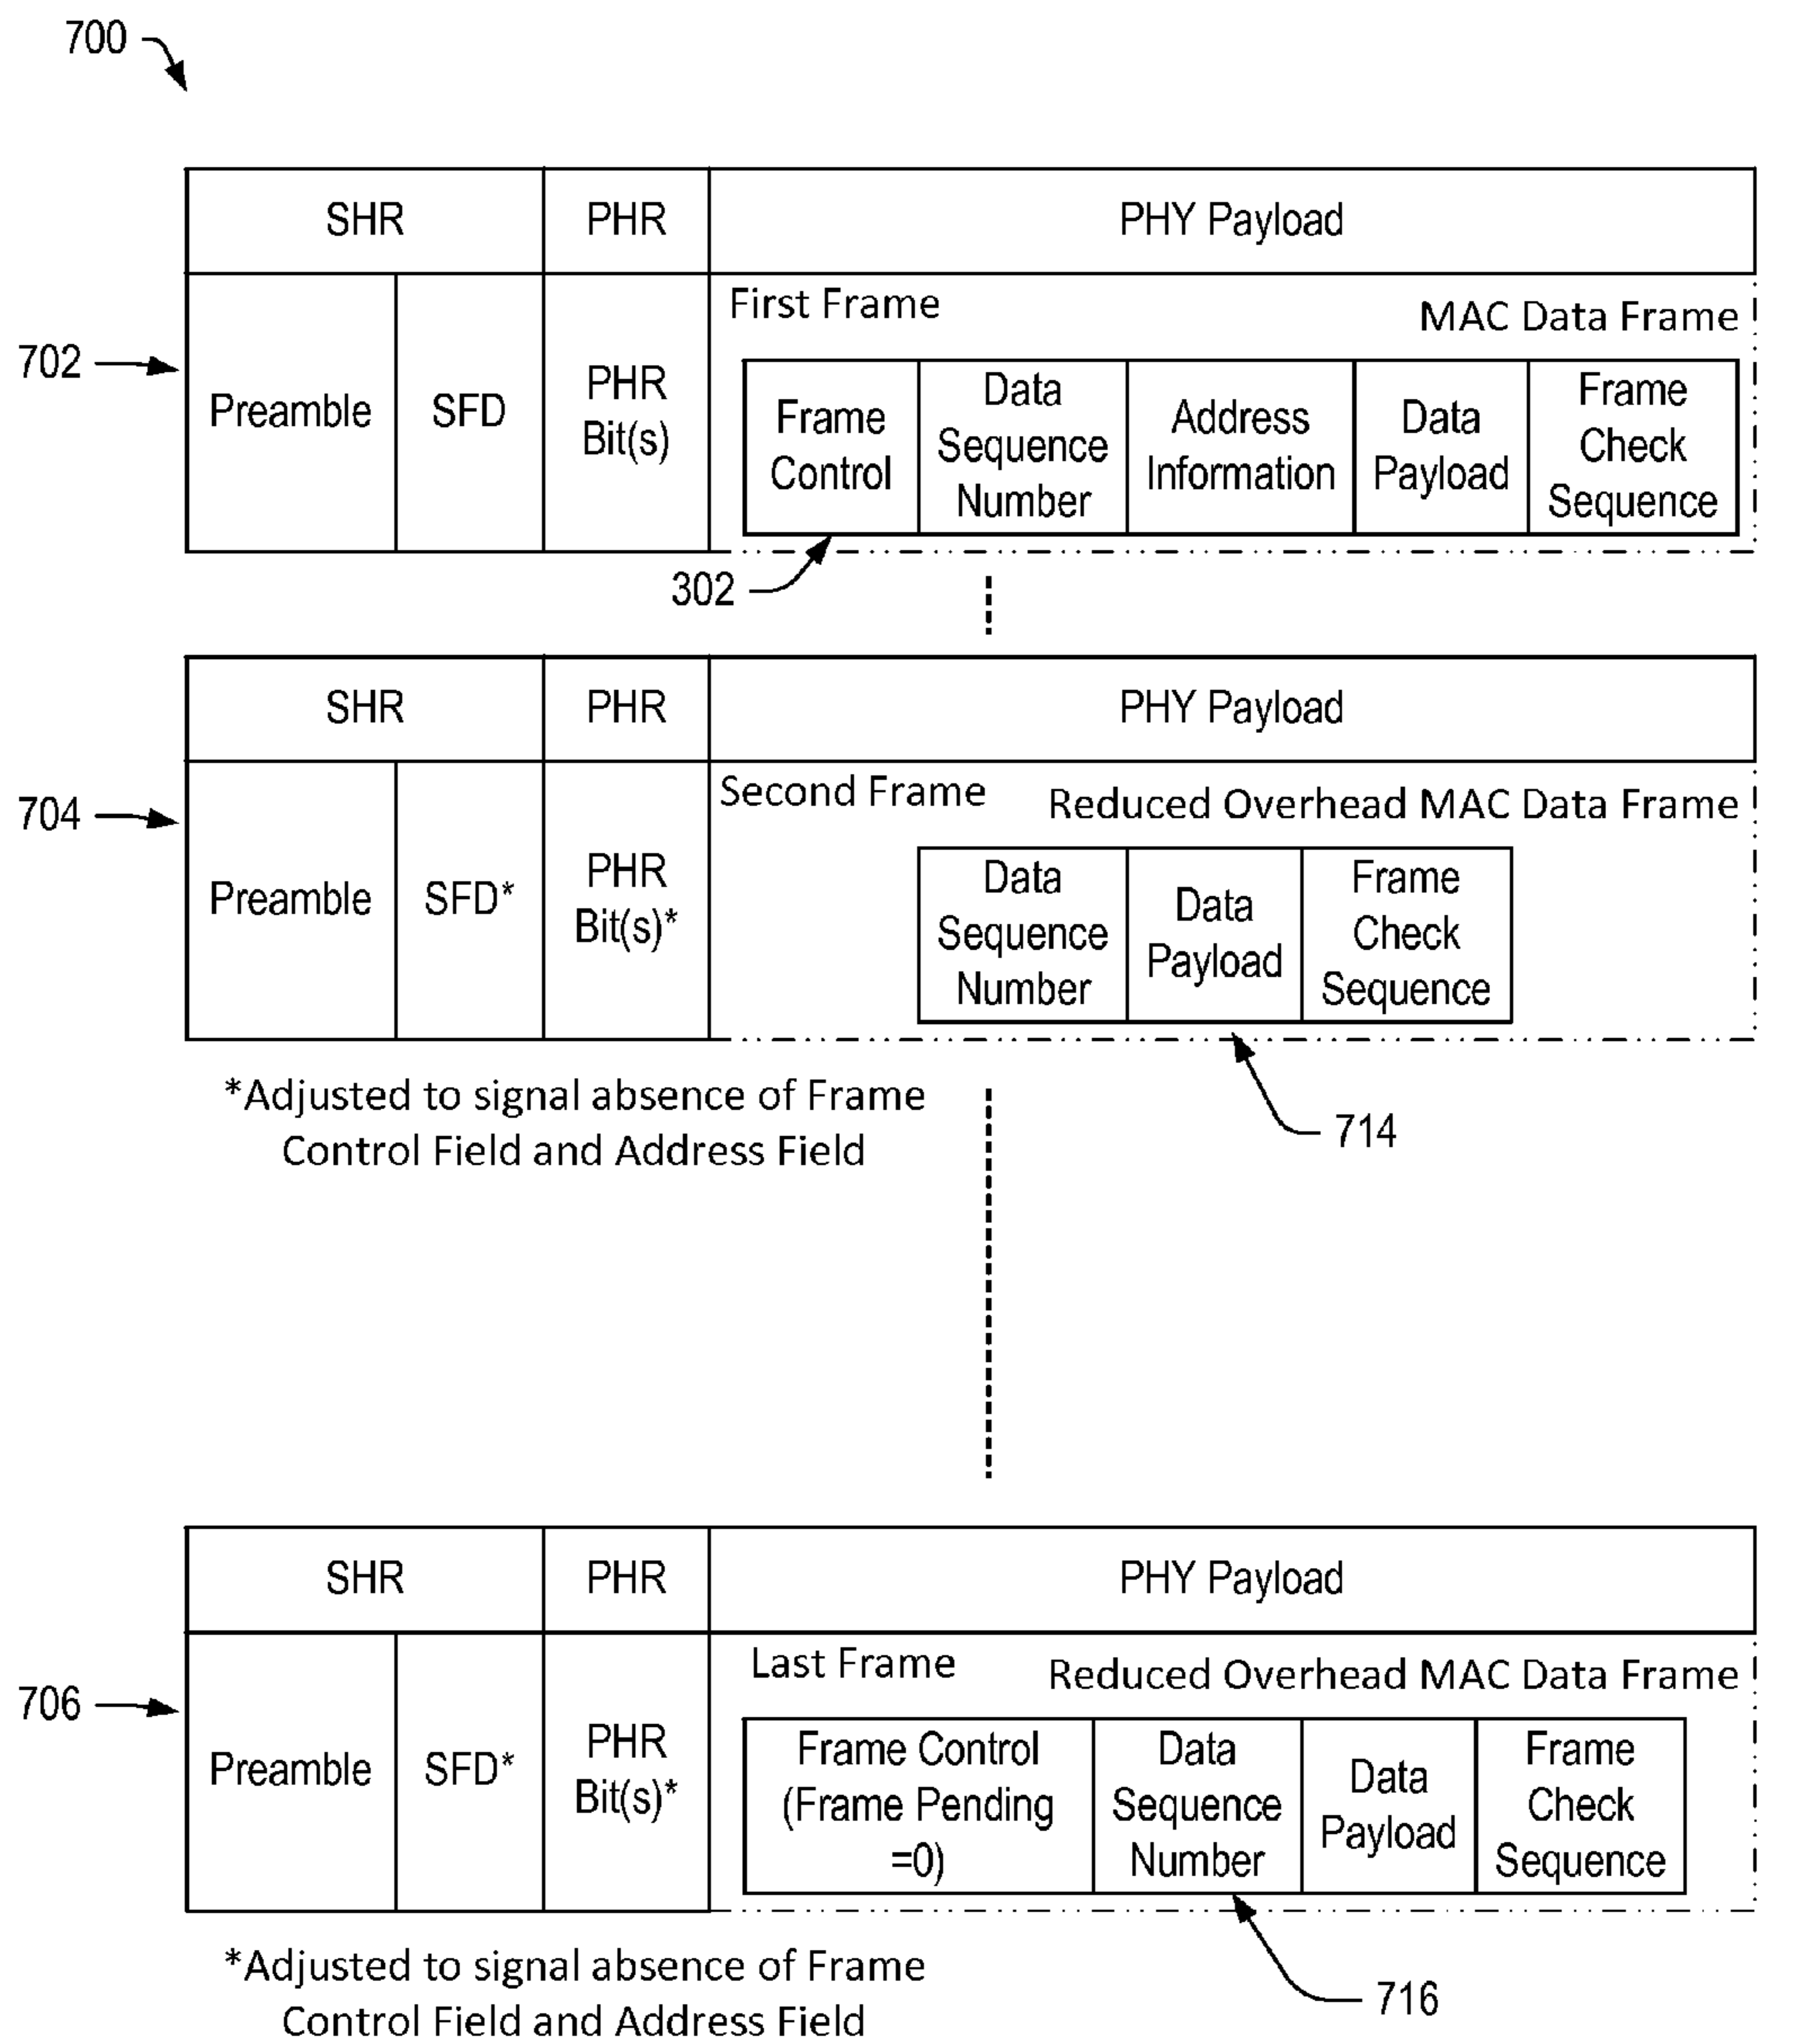 700
SHR
PHR
PHY Payload
702
Preamble
SFD
PHR
Bit(s)
First Frame
MAC Data Frame
Frame
Control
Data
Sequence
Number
Address
Information
Data
Payload
Frame
Check
Sequence
302
SHR
PHR
PHY Payload
704
Preamble
SFD*
PHR
Bit(s)*
Second Frame
Reduced Overhead MAC Data Frame
Data
Sequence
Number
Data
Payload
Frame
Check
Sequence
*Adjusted to signal absence of Frame
Control Field and Address Field
714
SHR
PHR
PHY Payload
706
Preamble
SFD*
PHR
Bit(s)*
Last Frame
Reduced Overhead MAC Data Frame
Frame Control
(Frame Pending
=0)
Data
Sequence
Number
Data
Payload
Frame
Check
Sequence
*Adjusted to signal absence of Frame
Control Field and Address Field
716